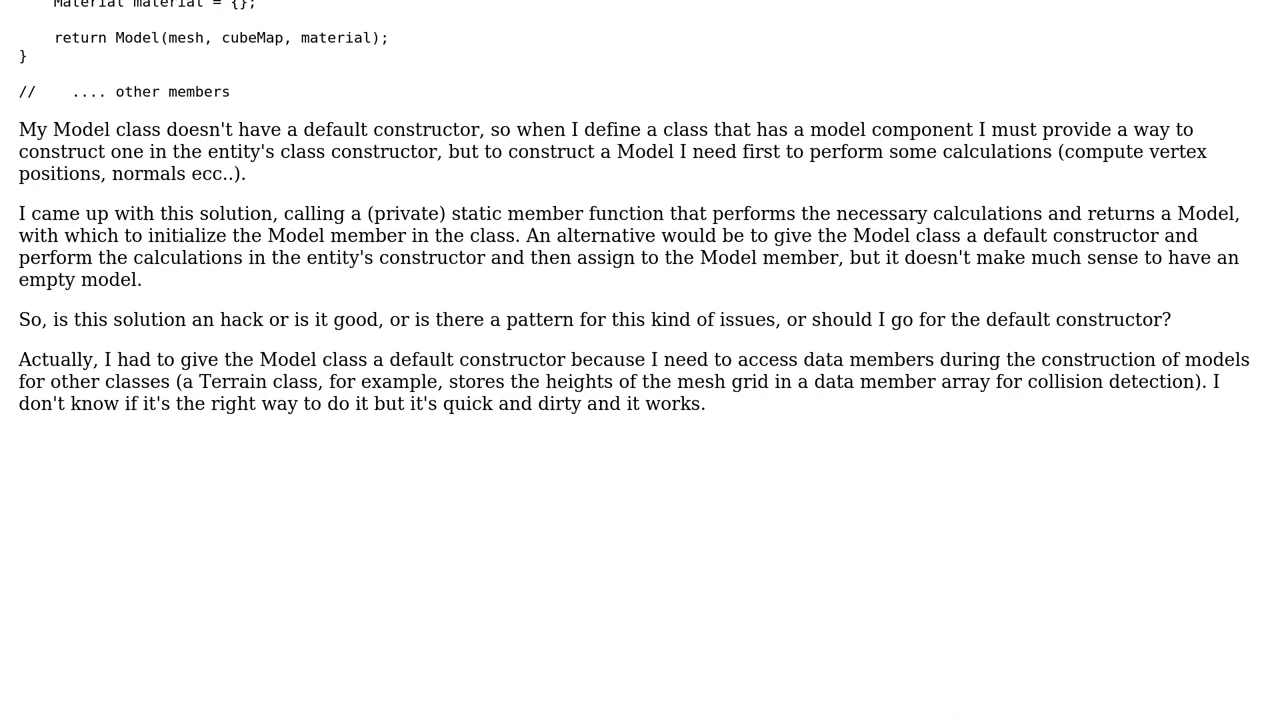 Material material = {};
return Model(mesh, cubeMap, material);
}
//    .... other members
My Model class doesn't have a default constructor, so when I define a class that has a model component I must provide a way to
construct one in the entity's class constructor, but to construct a Model I need first to perform some calculations (compute vertex
positions, normals ecc..).
I came up with this solution, calling a (private) static member function that performs the necessary calculations and returns a Model,
with which to initialize the Model member in the class. An alternative would be to give the Model class a default constructor and
perform the calculations in the entity's constructor and then assign to the Model member, but it doesn't make much sense to have an
empty model.
So, is this solution an hack or is it good, or is there a pattern for this kind of issues, or should I go for the default constructor?
Actually, I had to give the Model class a default constructor because I need to access data members during the construction of models
for other classes (a Terrain class, for example, stores the heights of the mesh grid in a data member array for collision detection). I
don't know if it's the right way to do it but it's quick and dirty and it works.